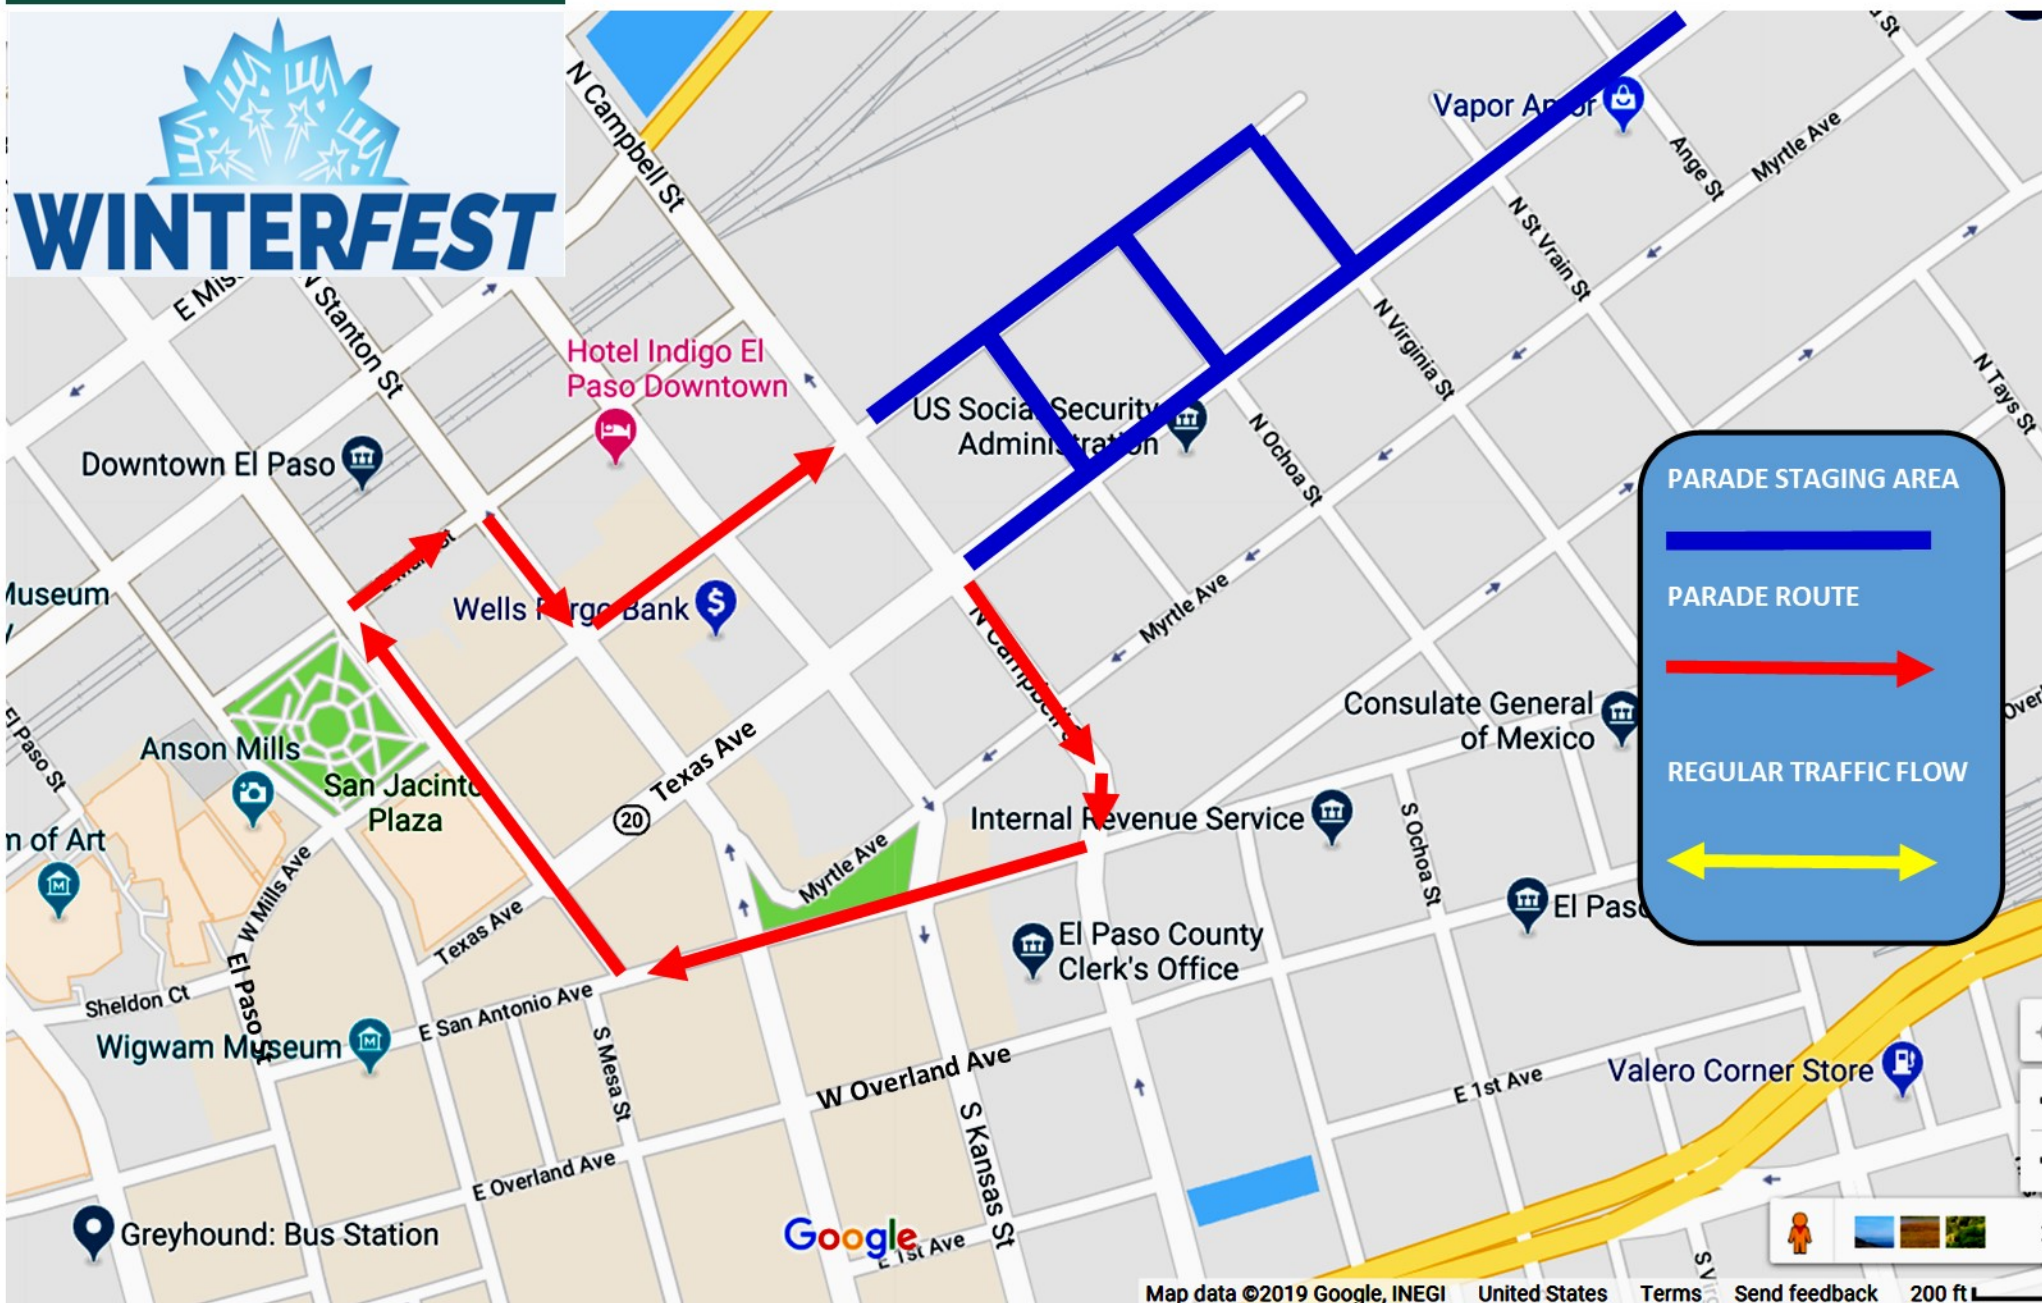 WINTERFEST
N Campbell St
Vapor
Myrtle Ave
Ange St
N Stanton St
N St Vrain St
Hotel Indigo El
Paso Downtown
N Virginia St
N Tays St
US Social Security
Administration
Downtown El Paso
N Ochoa St
PARADE STAGING AREA
PARADE ROUTE
REGULAR TRAFFIC FLOW
Museum
Wells Fargo Bank
Myrtle Ave
N Campbell
El Paso St
Anson Mills
San Jacinto
Plaza
20
Texas Ave
Consulate General
of Mexico
Internal Revenue Service
S Ochoa St
m of Art
W Mills Ave
Myrtle Ave
Texas Ave
El Paso
El Paso County
Clerk's Office
Sheldon Ct
El Paso St
E San Antonio Ave
Wigwam Museum
S Mesa St
W Overland Ave
E 1st Ave
Valero Corner Store
S Kansas St
E Overland Ave
Greyhound: Bus Station
Google
E 1st Ave
Map data ©2019 Google, INEGI United States Terms Send feedback 200 ft